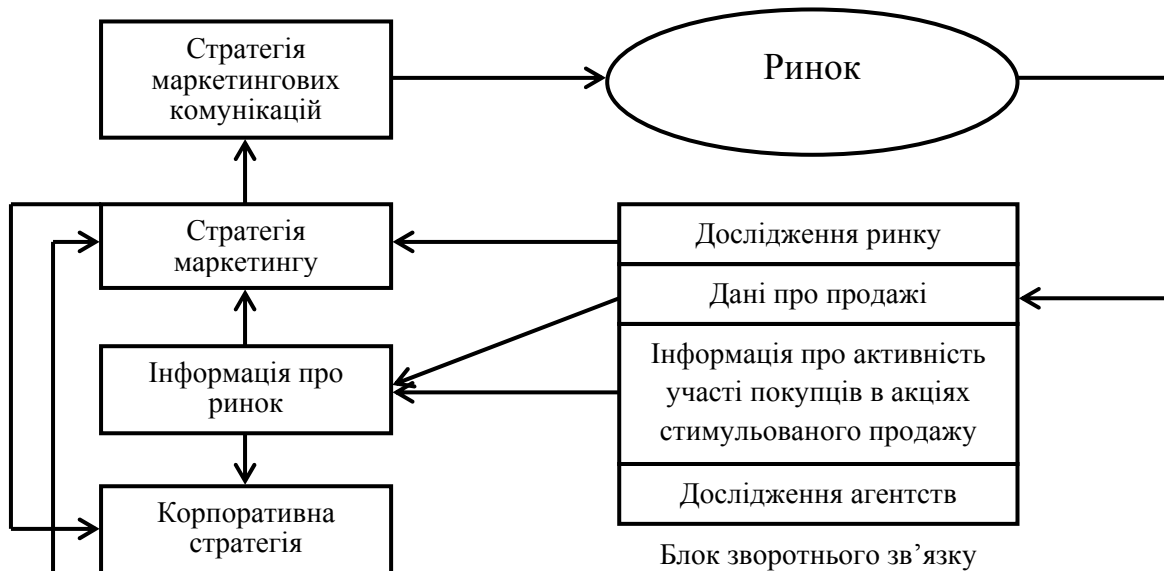 Стратегія
маркетингових
комунікацій
Ринок
Стратегія
маркетингу
Дослідження ринку
Дані про продажі
Інформація про
ринок
Інформація про активність
участі покупців в акціях
стимульованого продажу
Дослідження агентств
Корпоративна
стратегія
Блок зворотнього зв’язку